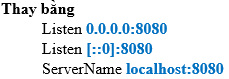 Thay bằng
Listen 0.0.0.0:8080
Listen [::0]:8080
ServerName localhost:8080